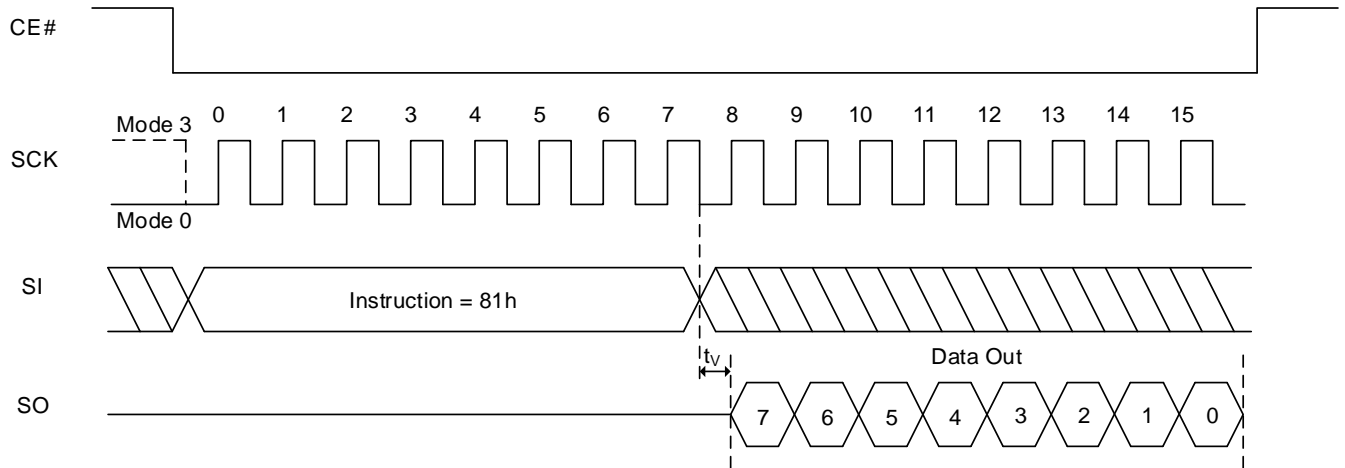 CE#
0 1 2 3 4 5 6 7 8 9 10 11 12 13 14 15
Mode 3
SCK
Mode 0
SI
Instruction = 81h
tV
Data Out
SO
7 6 5 4 3 2 1 0